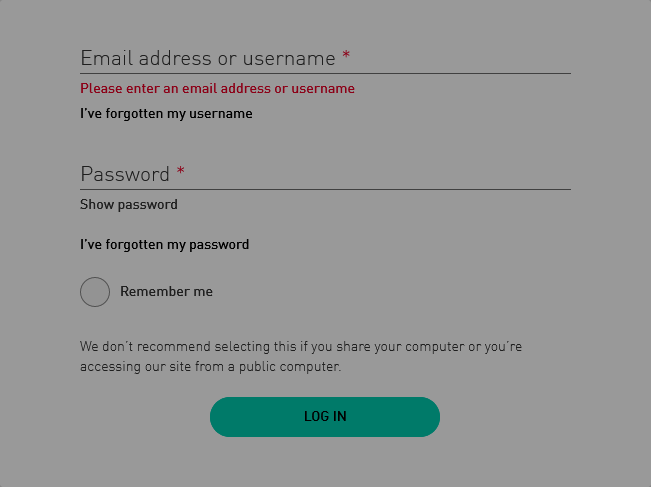 Email address or username *
Please enter an email address or username
I've forgotten my username
Password *
Show password
I've forgotten my password
Remember me
We don't recommend selecting this if you share your computer or you're
accessing our site from a public computer.
LOG IN